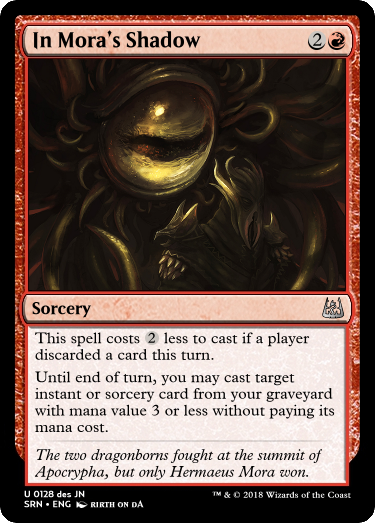 In Mora's Shadow 2
Sorcery
This spell costs 2 less to cast if a player
discarded a card this turn.
Until end of turn, you may cast target
instant or sorcery card from your graveyard
with mana value 3 or less without paying its
mana cost.
The two dragonborns fought at the summit of
Apocrypha, but only Hermaeus Mora won.
U 0128 des JN
SRN • ENG RIRTH ON DÁ
™ & © 2018 Wizards of the Coast